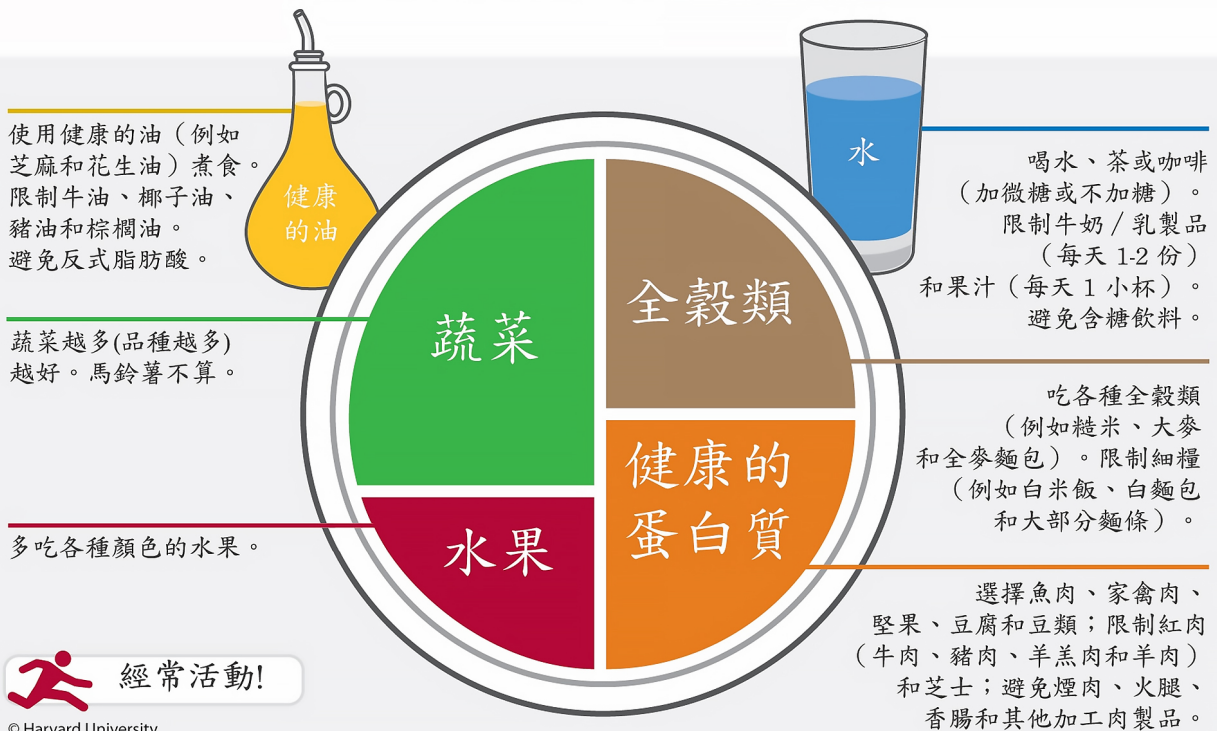 使用健康的油（例如
芝麻和花生油）煮食。
限制牛油、椰子油、
豬油和棕櫚油。
避免反式脂肪酸。
健康
的油
水
喝水、茶或咖啡
（加微糖或不加糖）。
限制牛奶／乳製品
（每天 1-2 份）
和果汁（每天 1 小杯）。
避免含糖飲料。
蔬菜越多(品種越多)
越好。馬鈴薯不算。
蔬菜
全穀類
吃各種全穀類
（例如糙米、大麥
和全麥麵包）。限制細糧
（例如白米飯、白麵包
和大部分麵條）。
多吃各種顏色的水果。
水果
健康的
蛋白質
選擇魚肉、家禽肉、
堅果、豆腐和豆類；限制紅肉
（牛肉、豬肉、羊羔肉和羊肉）
和芝士；避免煙肉、火腿、
香腸和其他加工肉製品。
經常活動!
© Harvard University